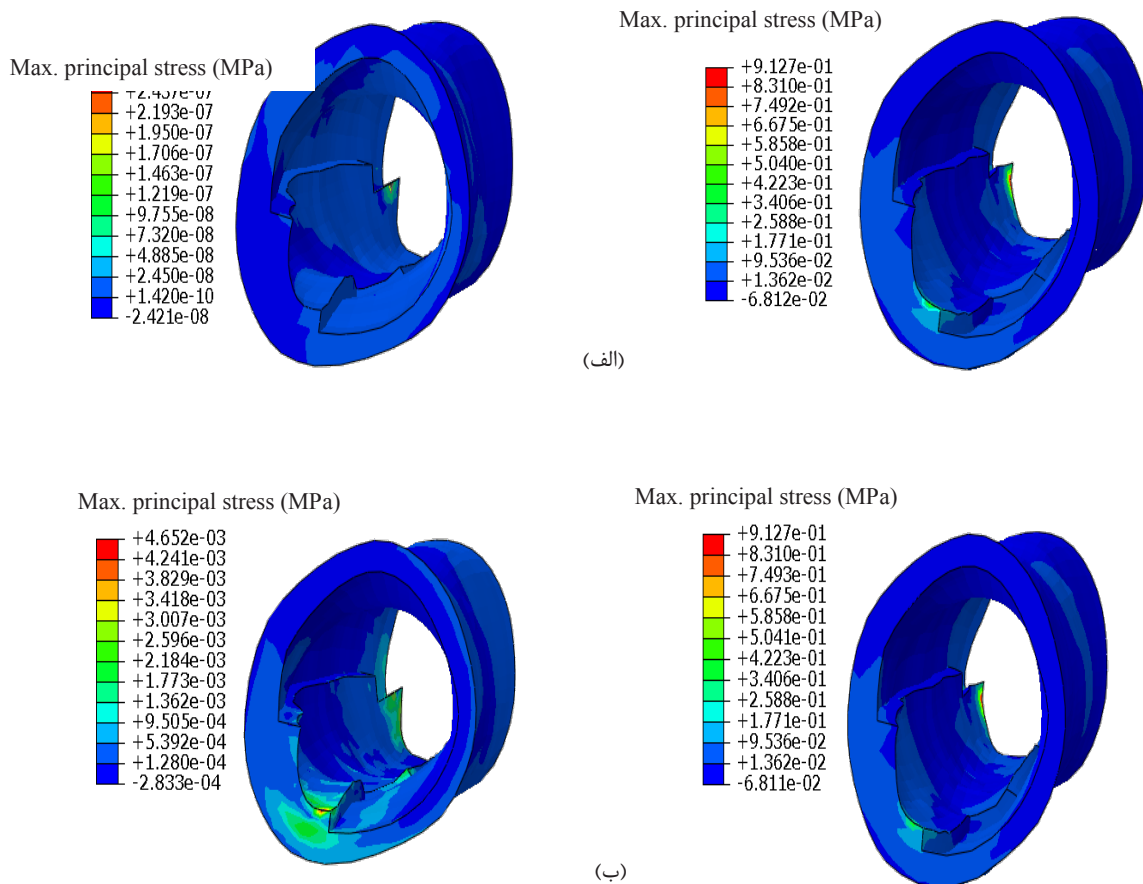 Max. principal stress (MPa)
+2.193e-07
+1.950e-07
+1.706e-07
+1.463e-07
+1.219e-07
+9.755e-08
+7.320e-08
+4.885e-08
+2.450e-08
+1.420e-10
-2.421e-08
Max. principal stress (MPa)
+9.127e-01
+8.310e-01
+7.492e-01
+6.675e-01
+5.858e-01
+5.040e-01
+4.223e-01
+3.406e-01
+2.588e-01
+1.771e-01
+9.536e-02
+1.362e-02
-6.812e-02
(الف)
Max. principal stress (MPa)
+4.652e-03
+4.241e-03
+3.829e-03
+3.418e-03
+3.007e-03
+2.596e-03
+2.184e-03
+1.773e-03
+1.362e-03
+9.505e-04
+5.392e-04
+1.280e-04
-2.833e-04
Max. principal stress (MPa)
+9.127e-01
+8.310e-01
+7.493e-01
+6.675e-01
+5.858e-01
+5.041e-01
+4.223e-01
+3.406e-01
+2.588e-01
+1.771e-01
+9.536e-02
+1.362e-02
-6.811e-02
(ب)